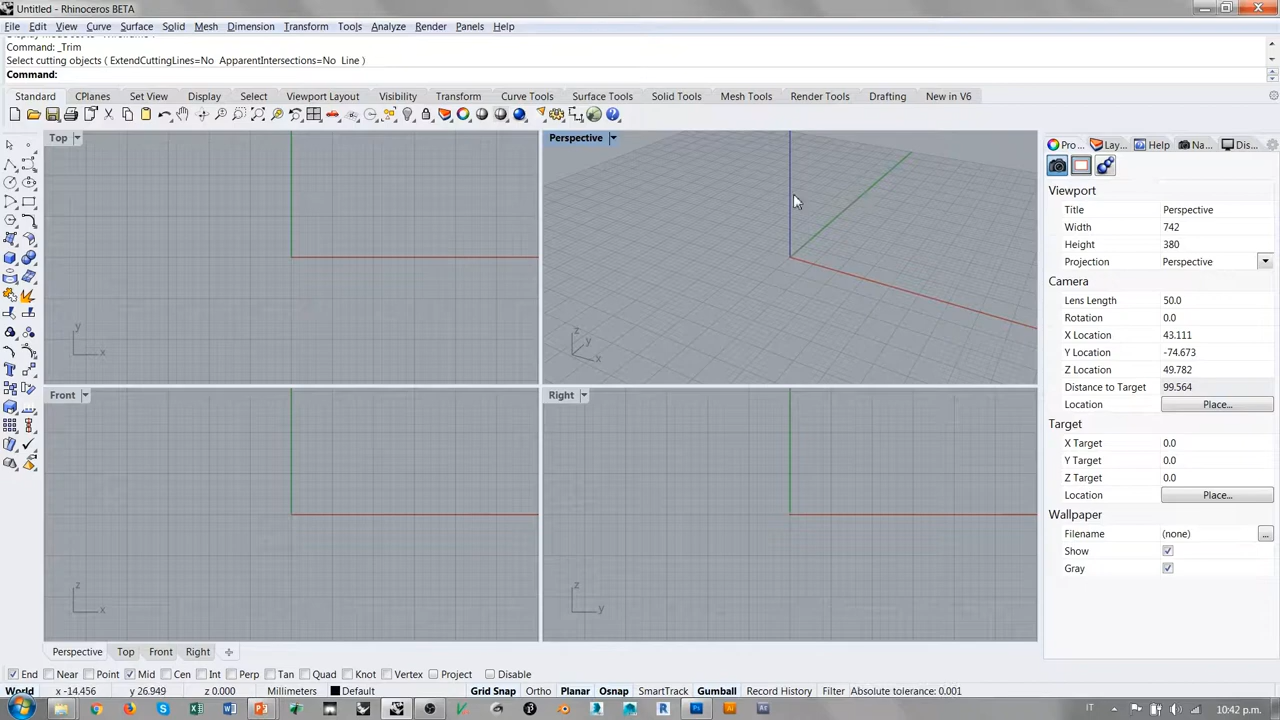 Untitled - Rhinoceros BETA
File Edit View Curve Surface Solid Mesh Dimension Transform Tools Analyze Render Panels Help
Command: _Trim
Select cutting objects ( ExtendCuttingLines=No ApparentIntersections=No Line )
Command:
Standard CPlanes Set View Display Select Viewport Layout Visibility Transform Curve Tools Surface Tools Solid Tools Mesh Tools Render Tools Drafting New in V6
Top
Perspective
Pro... Lay... Help Na... Dis...
Viewport
Title Perspective
Width 742
Height 380
Projection Perspective
Camera
Lens Length 50.0
Rotation 0.0
X Location 43.111
Y Location -74.673
Z Location 49.782
Distance to Target 99.564
Location Place...
Target
X Target 0.0
Y Target 0.0
Z Target 0.0
Location Place...
Wallpaper
Filename (none) ...
Show
Gray
y
x
z
y
x
Front
Right
z
x
z
y
Perspective Top Front Right
End Near Point Mid Cen Int Perp Tan Quad Knot Vertex Project Disable
World x -14.456 y 26.949 z 0.000 Millimeters Default Grid Snap Ortho Planar Osnap SmartTrack Gumball Record History Filter Absolute tolerance: 0.001
IT 10:42 p.m.